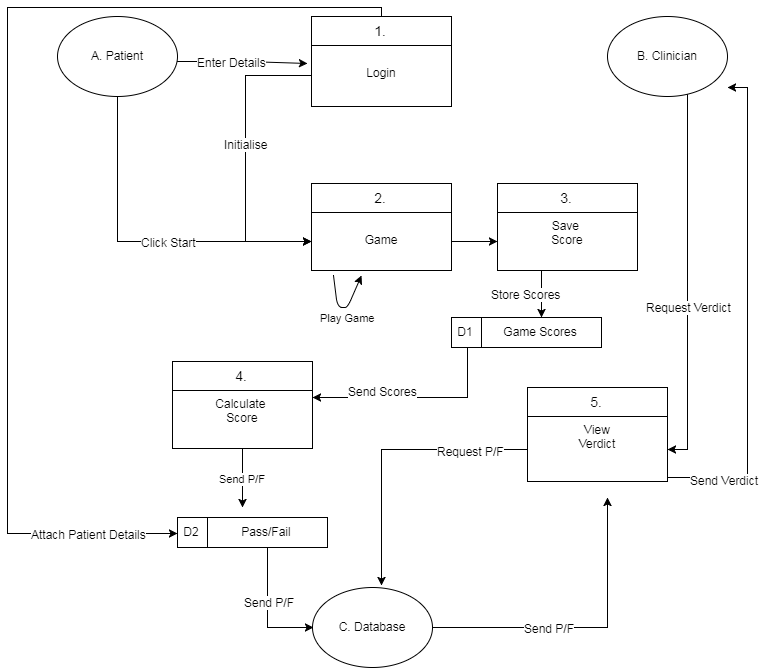 1.
A. Patient
B. Clinician
Enter Details
Login
Initialise
2.
3.
Game
Save
Score
Click Start
Store Scores
Play Game
Request Verdict
D1
Game Scores
4.
Send Scores
5.
Calculate
Score
View
Verdict
Request P/F
Send P/F
Send Verdict
Attach Patient Details
D2
Pass/Fail
Send P/F
C. Database
Send P/F